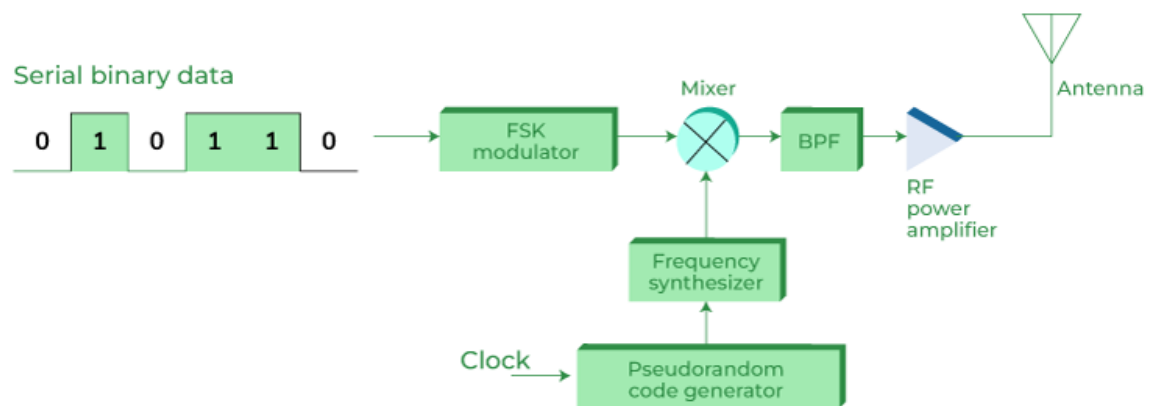 Serial binary data
0 1 0 1 1 0
FSK
modulator
Mixer
BPF
RF
power
amplifier
Antenna
Frequency
synthesizer
Clock
Pseudorandom
code generator